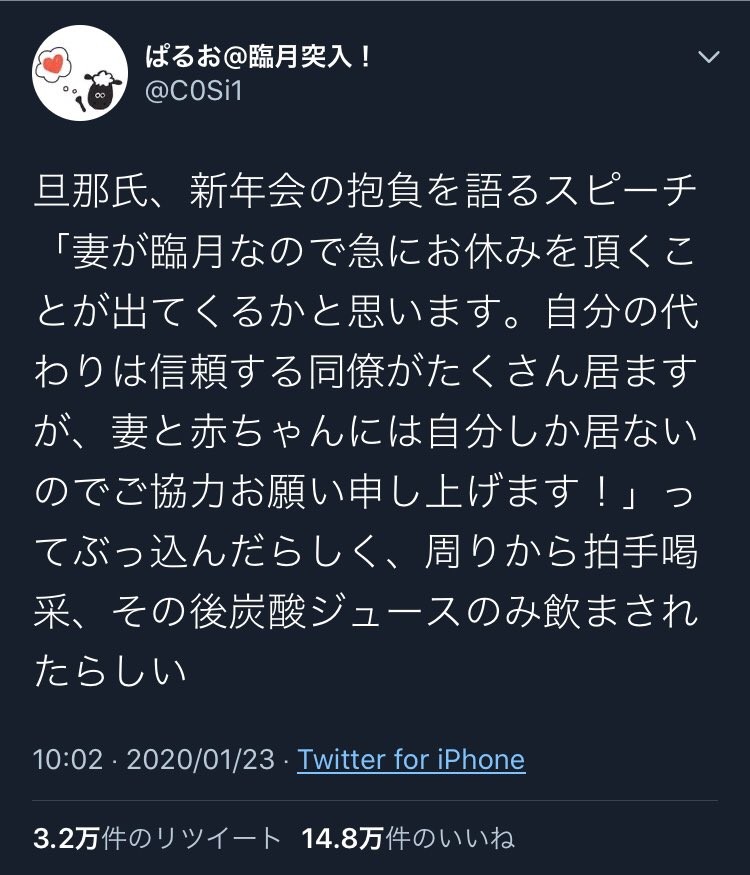 ぱるお@臨月突入！
@C0Si1
旦那氏、新年会の抱負を語るスピーチ
「妻が臨月なので急にお休みを頂くこ
とが出てくるかと思います。自分の代
わりは信頼する同僚がたくさん居ます
が、妻と赤ちゃんには自分しか居ない
のでご協力お願い申し上げます！」っ
てぶっ込んだらしく、周りから拍手喝
采、その後炭酸ジュースのみ飲まされ
たらしい
10:02 · 2020/01/23 · Twitter for iPhone
3.2万件のリツイート 14.8万件のいいね